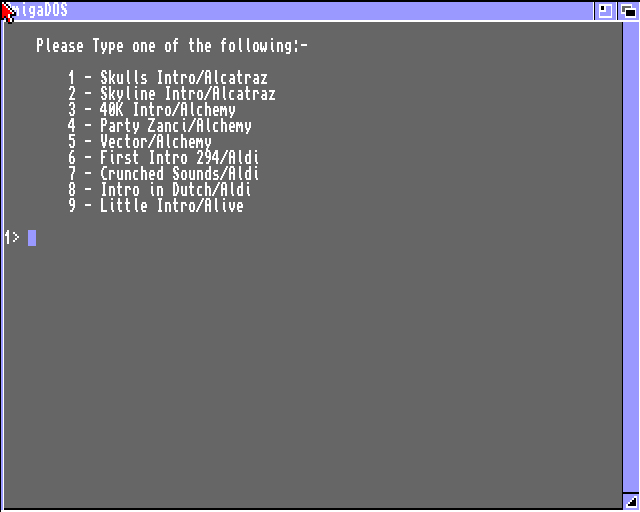 migaDOS
Please Type one of the following:-
1 - Skulls Intro/Alcatraz
2 - Skyline Intro/Alcatraz
3 - 40K Intro/Alchemy
4 - Party Zanci/Alchemy
5 - Vector/Alchemy
6 - First Intro 294/Aldi
7 - Crunched Sounds/Aldi
8 - Intro in Dutch/Aldi
9 - Little Intro/Alive
1>